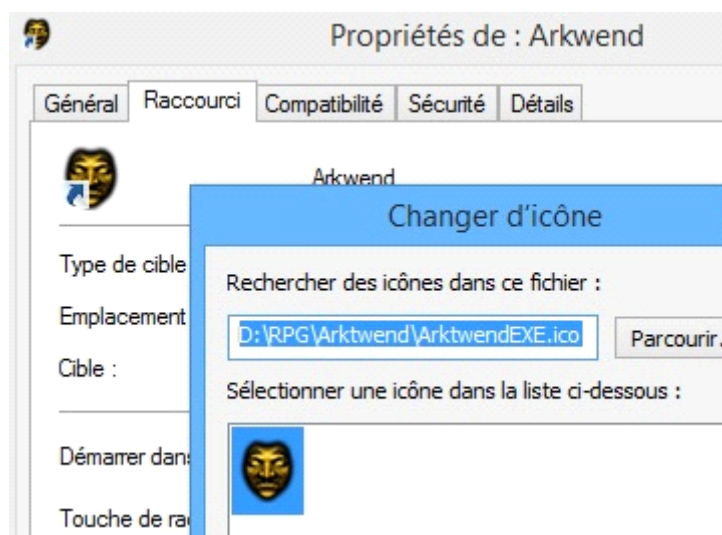 Propriétés de : Arkwend
Général Raccourci Compatibilité Sécurité Détails
Arkwend
Changer d'icône
Type de cible
Rechercher des icônes dans ce fichier :
Emplacement
D:\RPG\Arktwend\ArktwendEXE.ico Parcourir.
Cible :
Sélectionner une icône dans la liste ci-dessous :
Démarrer dans
Touche de ra